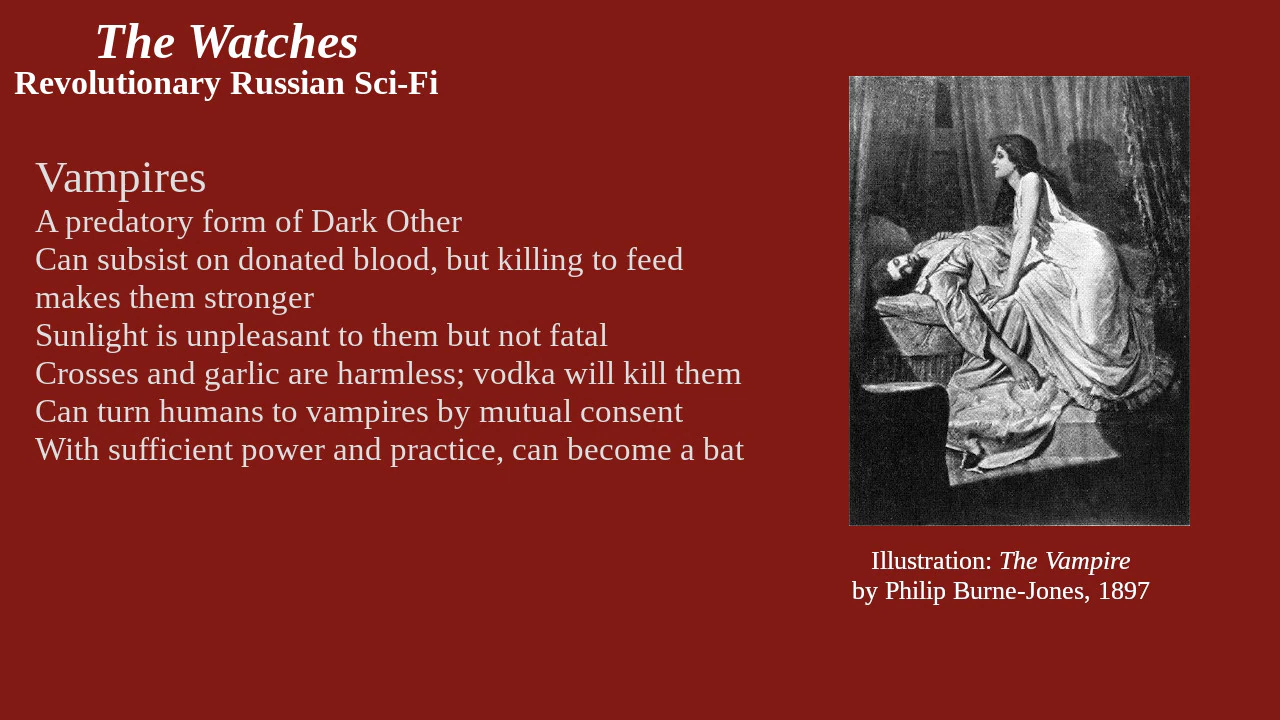 The Watches
Revolutionary Russian Sci-Fi
Vampires
A predatory form of Dark Other
Can subsist on donated blood, but killing to feed
makes them stronger
Sunlight is unpleasant to them but not fatal
Crosses and garlic are harmless; vodka will kill them
Can turn humans to vampires by mutual consent
With sufficient power and practice, can become a bat
Illustration: The Vampire
by Philip Burne-Jones, 1897